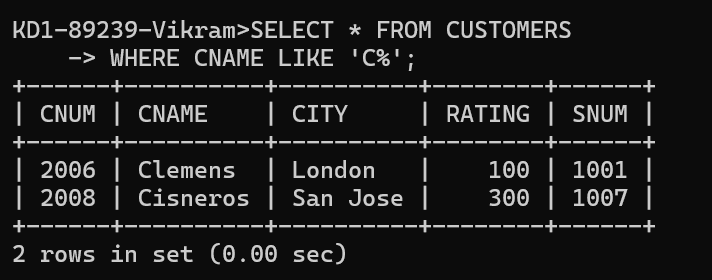 KD1-89239-Vikram>SELECT * FROM CUSTOMERS
    -> WHERE CNAME LIKE 'C%';
+------+----------+----------+--------+------+
| CNUM | CNAME    | CITY     | RATING | SNUM |
+------+----------+----------+--------+------+
| 2006 | Clemens  | London   |    100 | 1001 |
| 2008 | Cisneros | San Jose |    300 | 1007 |
+------+----------+----------+--------+------+
2 rows in set (0.00 sec)